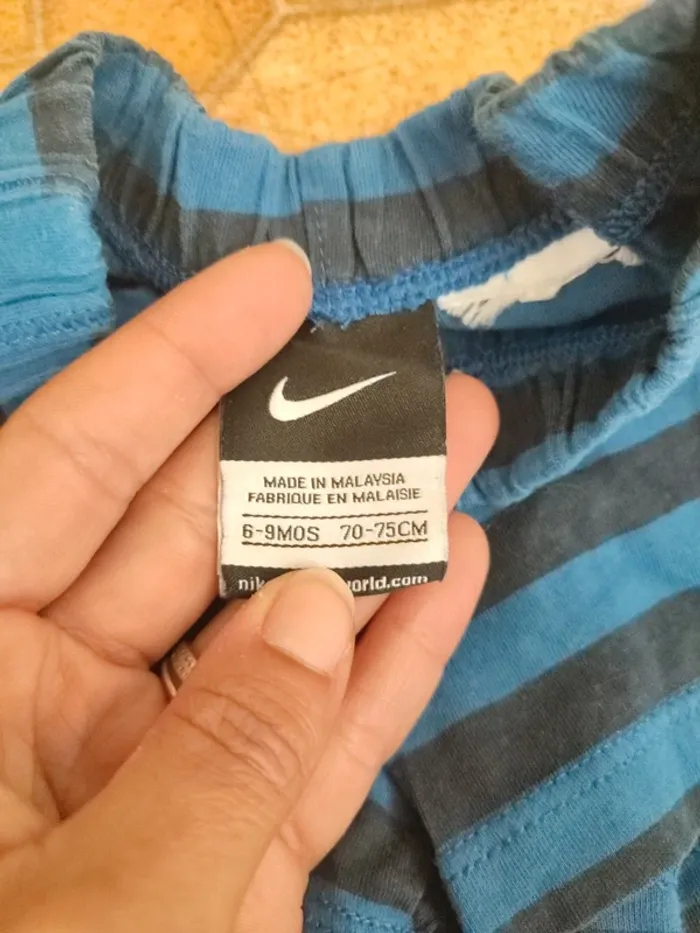 MADE IN MALAYSIA
FABRIQUE EN MALAISIE
6-9MOS 70-75CM